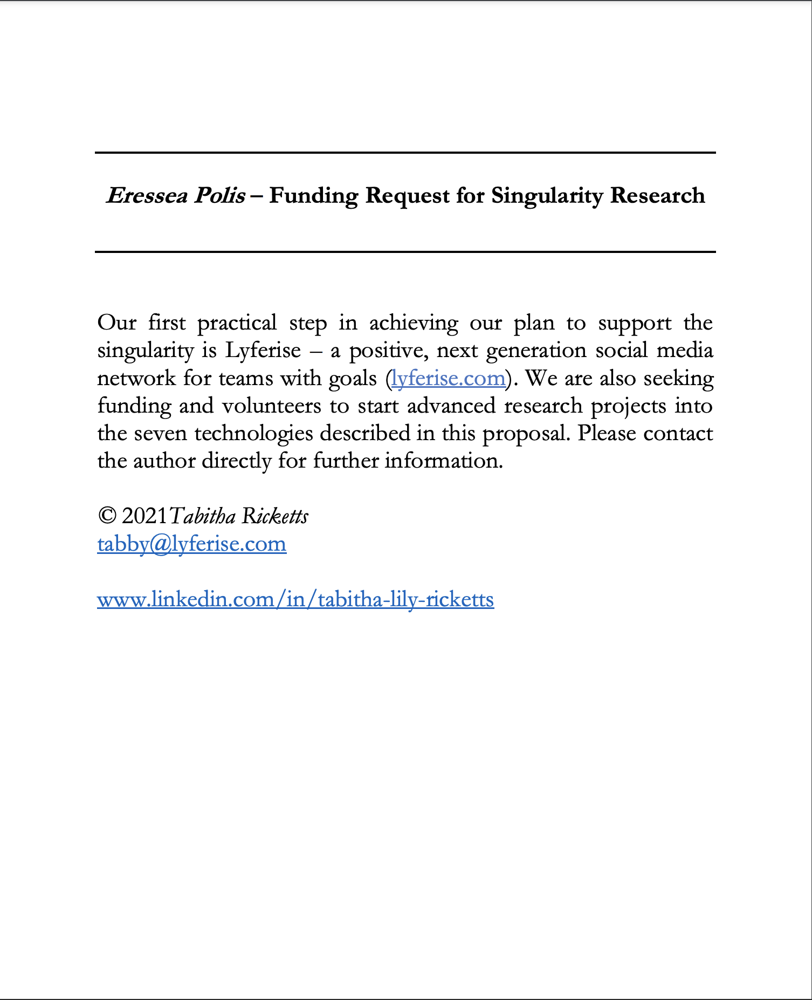 Eressea Polis – Funding Request for Singularity Research
Our first practical step in achieving our plan to support the
singularity is Lyferise – a positive, next generation social media
network for teams with goals (lyferise.com). We are also seeking
funding and volunteers to start advanced research projects into
the seven technologies described in this proposal. Please contact
the author directly for further information.
© 2021Tabitha Ricketts
tabby@lyferise.com
www.linkedin.com/in/tabitha-lily-ricketts